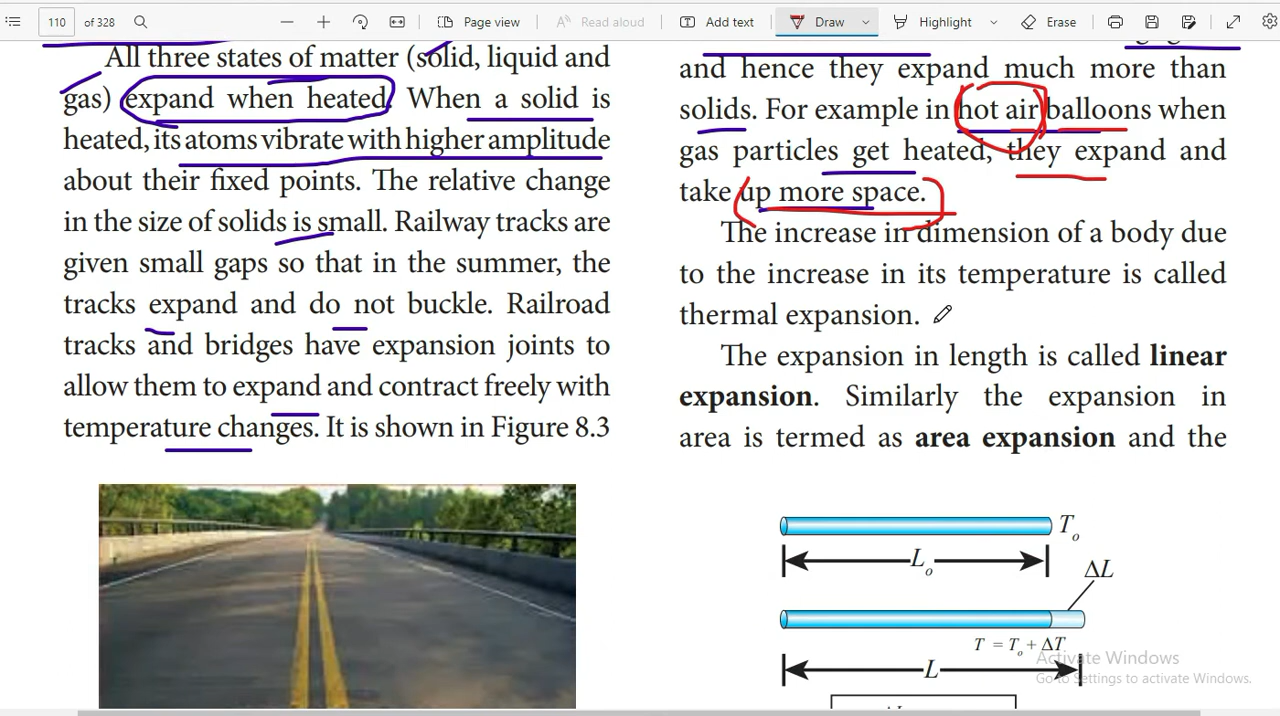 110 of 328
Page view
Read aloud
Add text
Draw
Highlight
Erase
All three states of matter (solid, liquid and
gas) expand when heated. When a solid is
heated, its atoms vibrate with higher amplitude
about their fixed points. The relative change
in the size of solids is small. Railway tracks are
given small gaps so that in the summer, the
tracks expand and do not buckle. Railroad
tracks and bridges have expansion joints to
allow them to expand and contract freely with
temperature changes. It is shown in Figure 8.3
and hence they expand much more than
solids. For example in hot air balloons when
gas particles get heated, they expand and
take up more space.
The increase in dimension of a body due
to the increase in its temperature is called
thermal expansion.
The expansion in length is called linear
expansion. Similarly the expansion in
area is termed as area expansion and the
Tₒ
Lₒ
ΔL
T = Tₒ + ΔT
L
Activate Windows
Go to Settings to activate Windows.